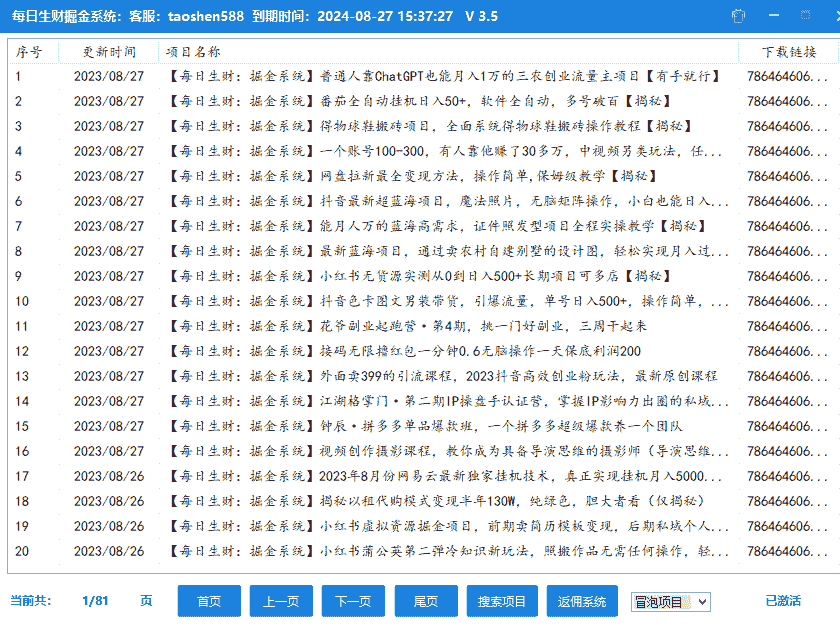 每日生财掘金系统: 客服: taoshen588 到期时间: 2024-08-27 15:37:27 V 3.5
序号 更新时间 项目名称 下载链接
1 2023/08/27 【每日生财: 掘金系统】普通人靠ChatGPT也能月入1万的三农创业流量主项目【有手就行】 786464606...
2 2023/08/27 【每日生财: 掘金系统】番茄全自动挂机日入50+, 软件全自动, 多号破百【揭秘】 786464606...
3 2023/08/27 【每日生财: 掘金系统】得物球鞋搬砖项目, 全面系统得物球鞋搬砖操作教程【揭秘】 786464606...
4 2023/08/27 【每日生财: 掘金系统】一个账号100-300, 有人靠他赚了30多万, 中视频另类玩法, 任... 786464606...
5 2023/08/27 【每日生财: 掘金系统】网盘拉新最全变现方法, 操作简单,保姆级教学【揭秘】 786464606...
6 2023/08/27 【每日生财: 掘金系统】抖音最新超蓝海项目, 魔法照片, 无脑矩阵操作, 小白也能日入... 786464606...
7 2023/08/27 【每日生财: 掘金系统】能月人万的蓝海高需求, 证件照发型项目全程实操教学【揭秘】 786464606...
8 2023/08/27 【每日生财: 掘金系统】最新蓝海项目, 通过卖农村自建别墅的设计图, 轻松实现月入过... 786464606...
9 2023/08/27 【每日生财: 掘金系统】小红书无货源实测从0到日入500+长期项目可多店【揭秘】 786464606...
10 2023/08/27 【每日生财: 掘金系统】抖音色卡图文男装带货, 引爆流量, 单号日入500+, 操作简单, ... 786464606...
11 2023/08/27 【每日生财: 掘金系统】花爷副业起跑营·第4期, 挑一门好副业, 三周干起来 786464606...
12 2023/08/27 【每日生财: 掘金系统】接码无限撸红包一分钟0.6无脑操作一天保底利润200 786464606...
13 2023/08/27 【每日生财: 掘金系统】外面卖399的引流课程, 2023抖音高效创业粉玩法, 最新原创课程 786464606...
14 2023/08/27 【每日生财: 掘金系统】江湖格掌门·第二期IP操盘手认证营, 掌握IP影响力出圈的私域... 786464606...
15 2023/08/27 【每日生财: 掘金系统】钟辰·拼多多单品爆款班, 一个拼多多超级爆款养一个团队 786464606...
16 2023/08/27 【每日生财: 掘金系统】视频创作摄影课程, 教你成为具备导演思维的摄影师（导演思维... 786464606...
17 2023/08/26 【每日生财: 掘金系统】2023年8月份网易云最新独家挂机技术, 真正实现挂机月入5000... 786464606...
18 2023/08/26 【每日生财: 掘金系统】揭秘以租代购模式变现半年130W, 纯绿色, 胆大者看（仅揭秘） 786464606...
19 2023/08/26 【每日生财: 掘金系统】小红书虚拟资源掘金项目, 前期卖简历模板变现, 后期私域个人... 786464606...
20 2023/08/26 【每日生财: 掘金系统】小红书蒲公英第二弹冷知识新玩法, 照搬作品无需任何操作, 轻... 786464606...
当前共: 1/81 页 首页 上一页 下一页 尾页 搜索项目 返佣系统 冒泡项目 已激活